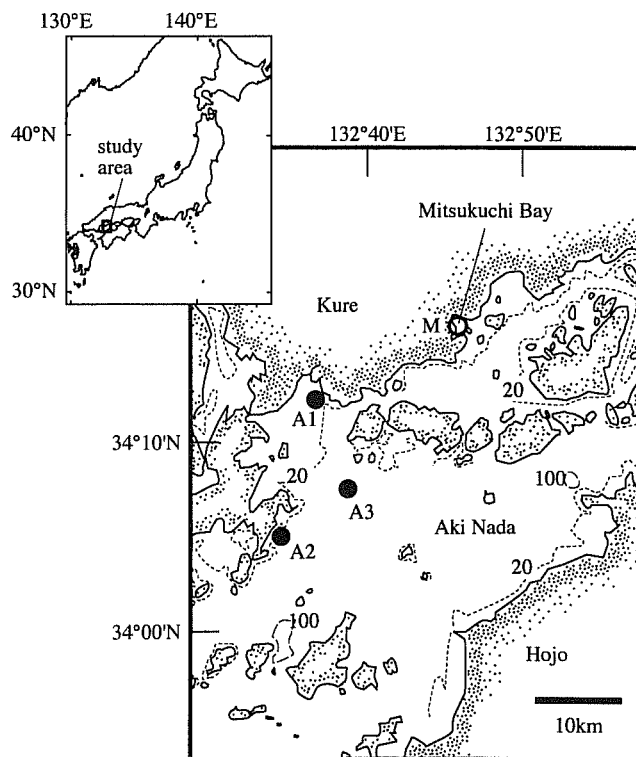 130°E
140°E
40°N
study
area
30°N
132°40'E
132°50'E
Mitsukuchi Bay
Kure
M
20
A1
34°10'N
20
100
A3
Aki Nada
A2
20
34°00'N
100
Hojo
10km